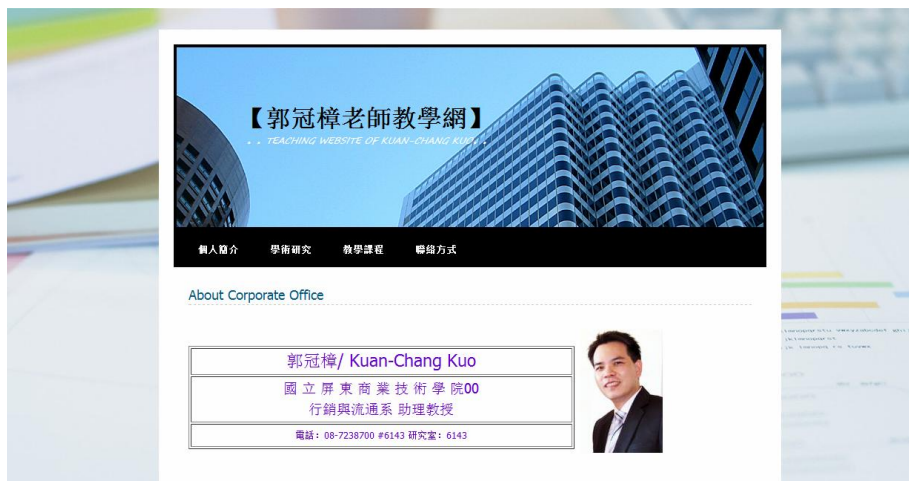 【郭冠樟老師教學網】
. . TEACHING WEBSITE OF KUAN-CHANG KUO. .
個人簡介 學術研究 教學課程 聯絡方式
About Corporate Office
郭冠樟/ Kuan-Chang Kuo
國 立 屏 東 商 業 技 術 學 院00
行銷與流通系 助理教授
電話: 08-7238700 #6143 研究室: 6143